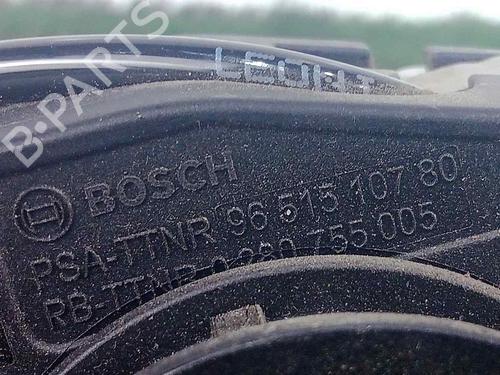 B-PARTS
BOSCH
PSA-TTNR 96 515 107 80
RB-TTNR 0 280 755 005